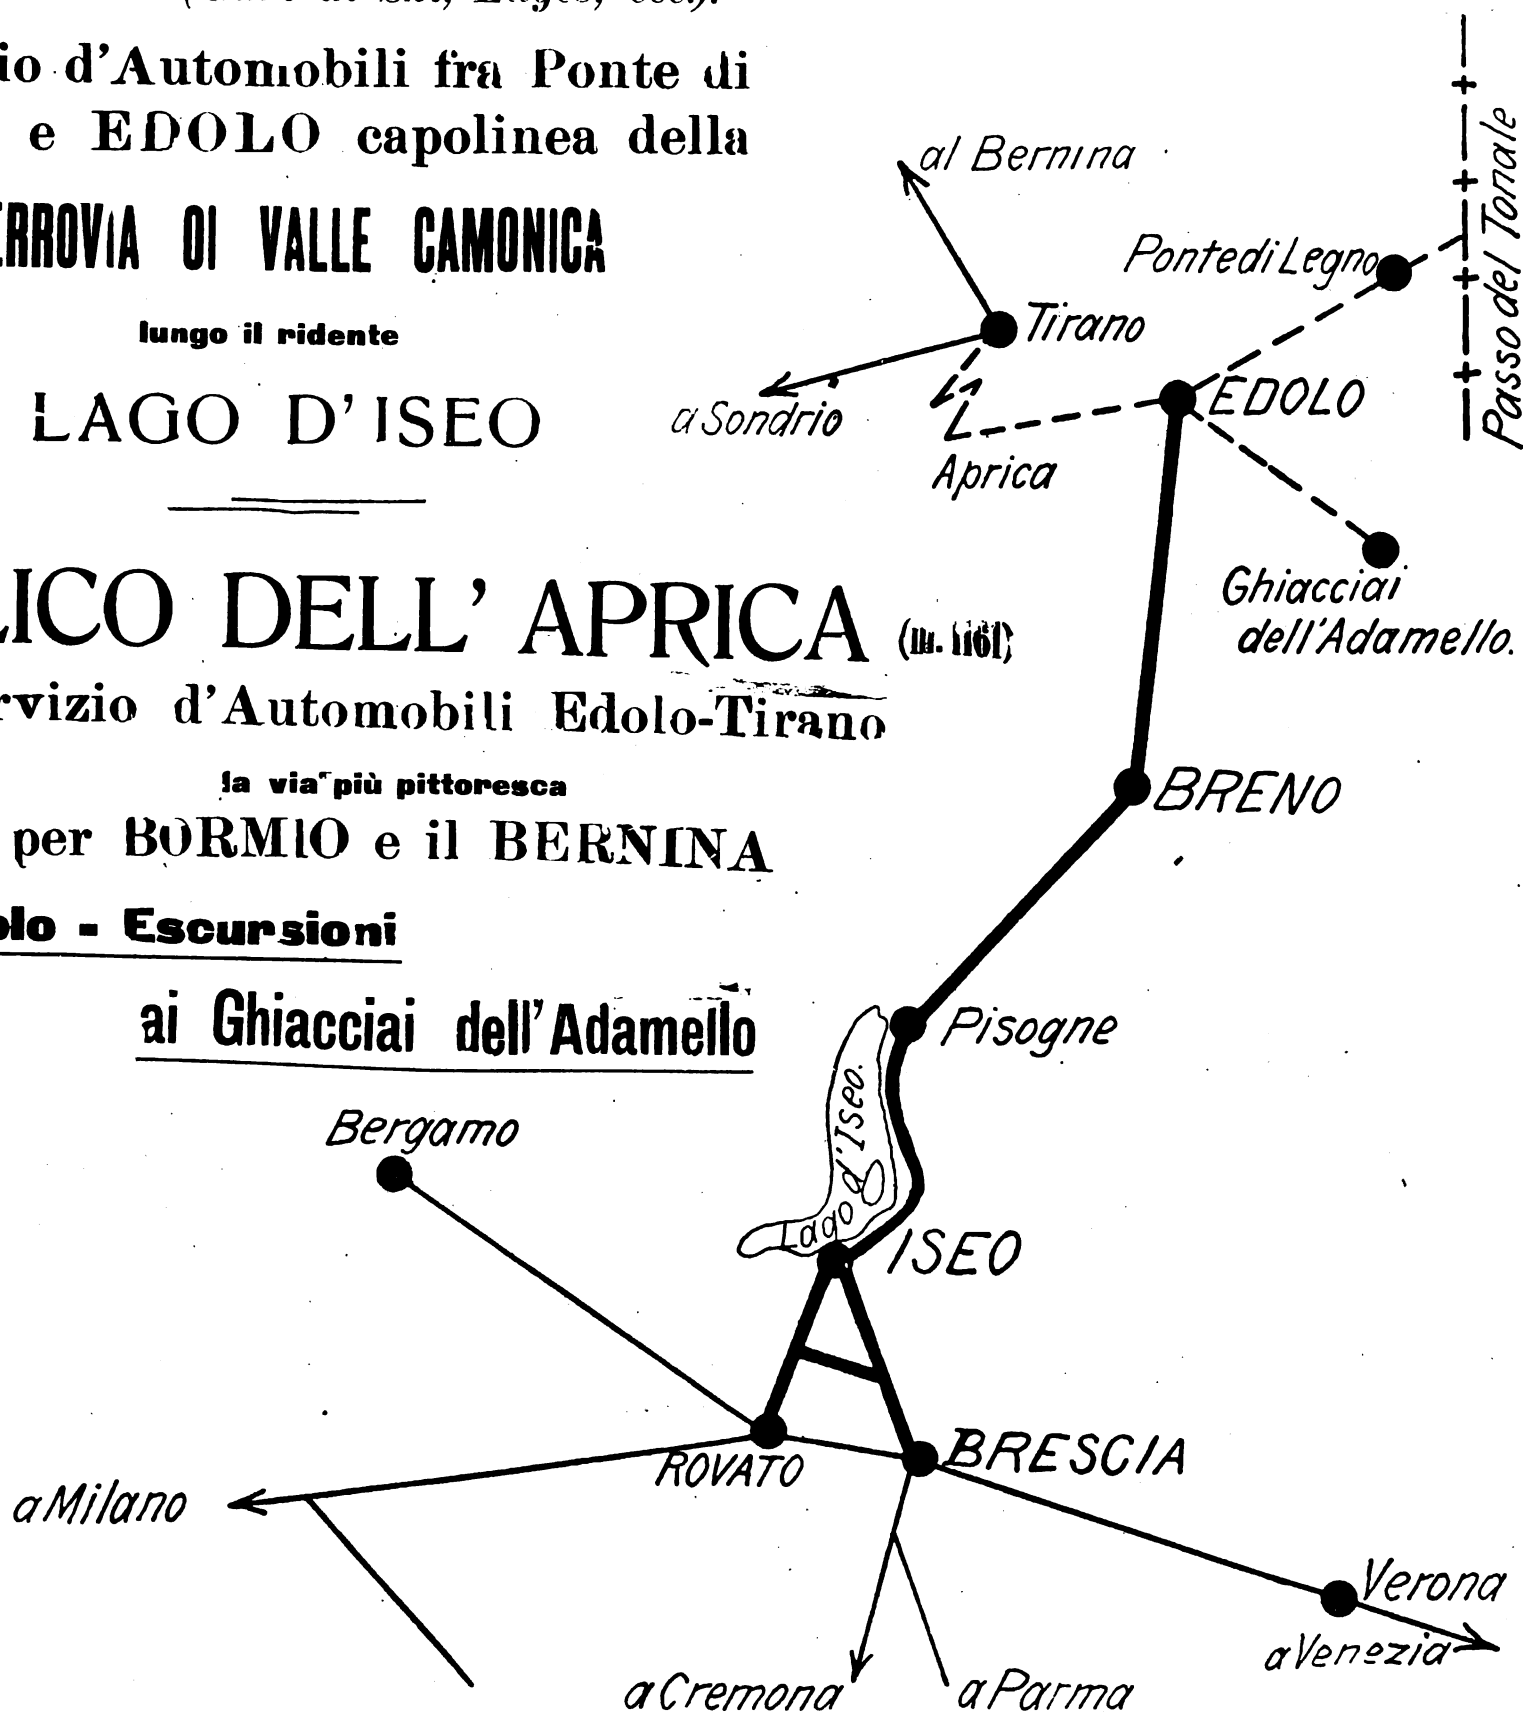 io d'Automobili fra Ponte di
e EDOLO capolinea della
ERROVIA DI VALLE CAMONICA
lungo il ridente
LAGO D'ISEO
LICO DELL' APRICA (m. 1161)
rvizio d'Automobili Edolo-Tirano
la via più pittoresca
per BORMIO e il BERNINA
olo - Escursioni
ai Ghiacciai dell'Adamello
al Bernina
Ponte di Legno
Passo del Tonale
Tirano
a Sondrio
EDOLO
Aprica
Ghiacciai
dell'Adamello.
BRENO
Pisogne
Lago d'Iseo.
Bergamo
ISEO
ROVATO
BRESCIA
a Milano
Verona
a Venezia
a Cremona
a Parma